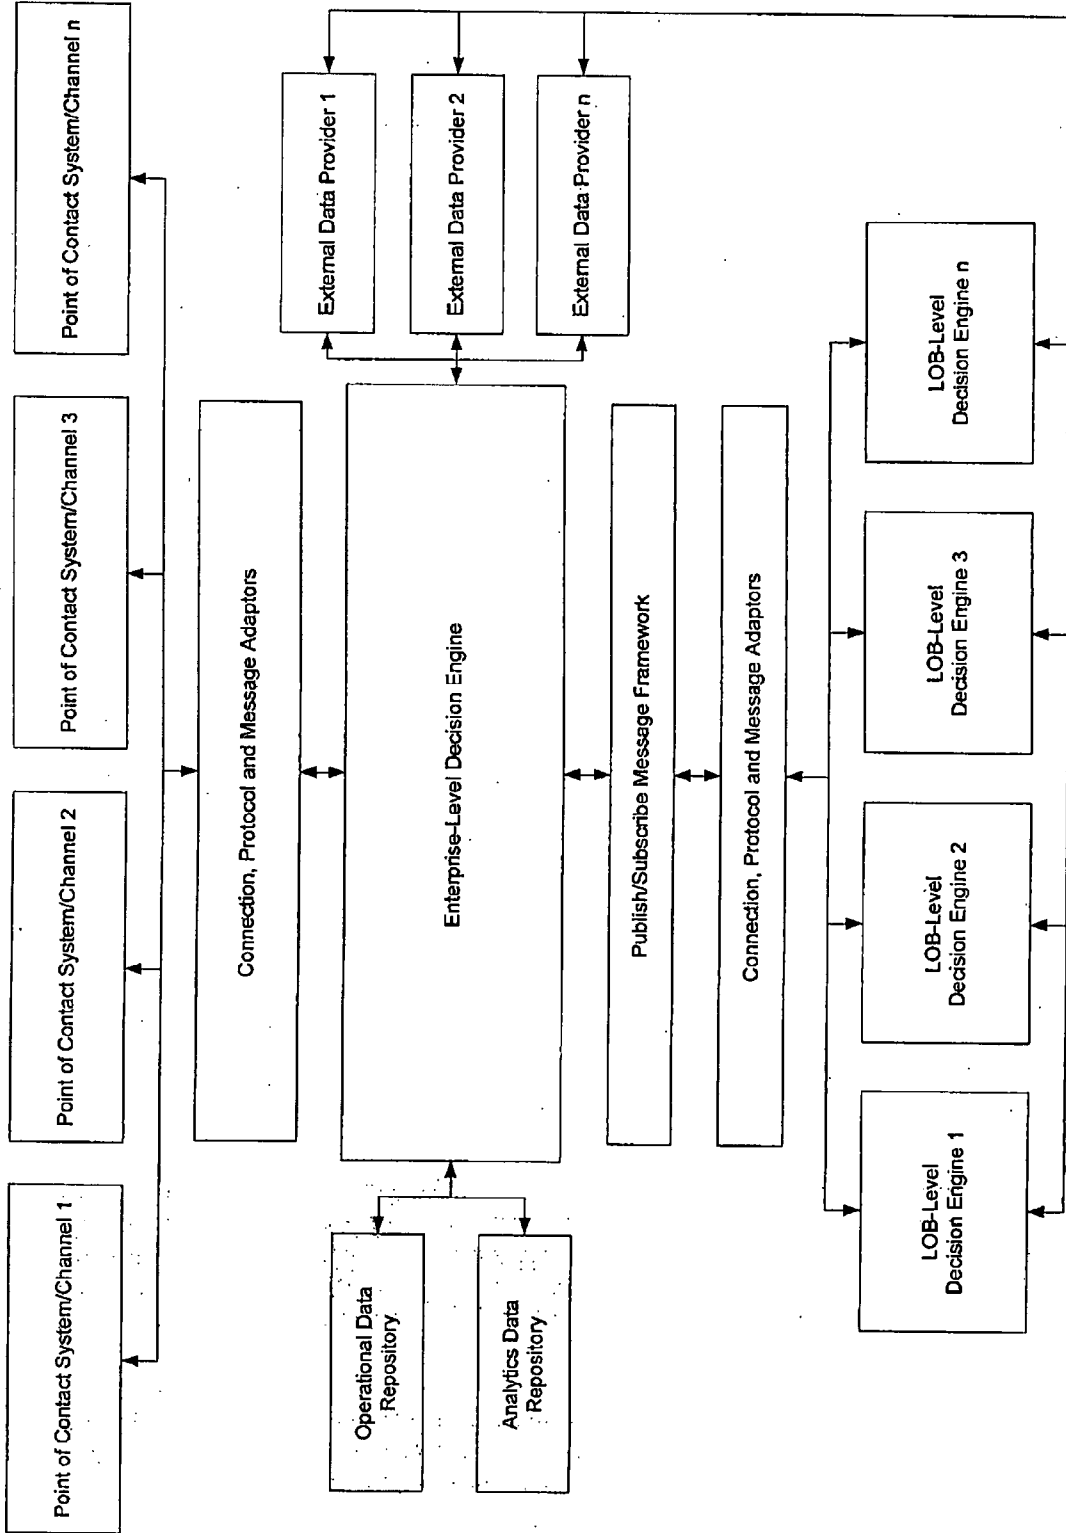 Point of Contact System/Channel 1
Point of Contact System/Channel 2
Point of Contact System/Channel 3
Point of Contact System/Channel n
Connection, Protocol and Message Adaptors
Operational Data
Repository
Analytics Data
Repository
Enterprise-Level Decision Engine
External Data Provider 1
External Data Provider 2
External Data Provider n
Publish/Subscribe Message Framework
Connection, Protocol and Message Adaptors
LOB-Level
Decision Engine 1
LOB-Level
Decision Engine 2
LOB-Level
Decision Engine 3
LOB-Level
Decision Engine n